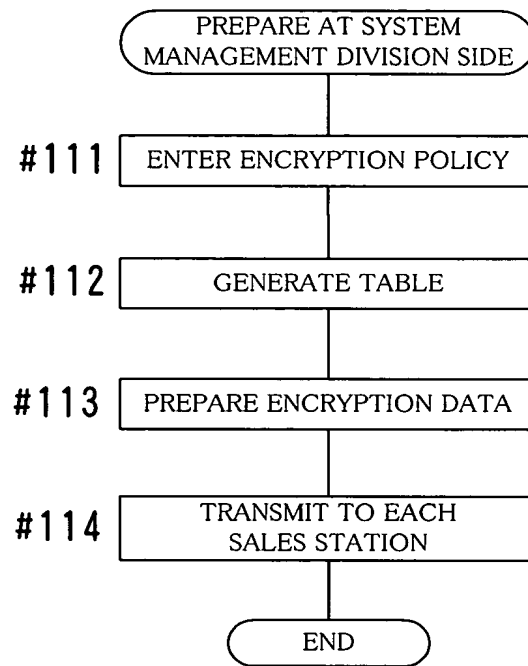 PREPARE AT SYSTEM
MANAGEMENT DIVISION SIDE
#111 ENTER ENCRYPTION POLICY
#112 GENERATE TABLE
#113 PREPARE ENCRYPTION DATA
#114 TRANSMIT TO EACH
SALES STATION
END